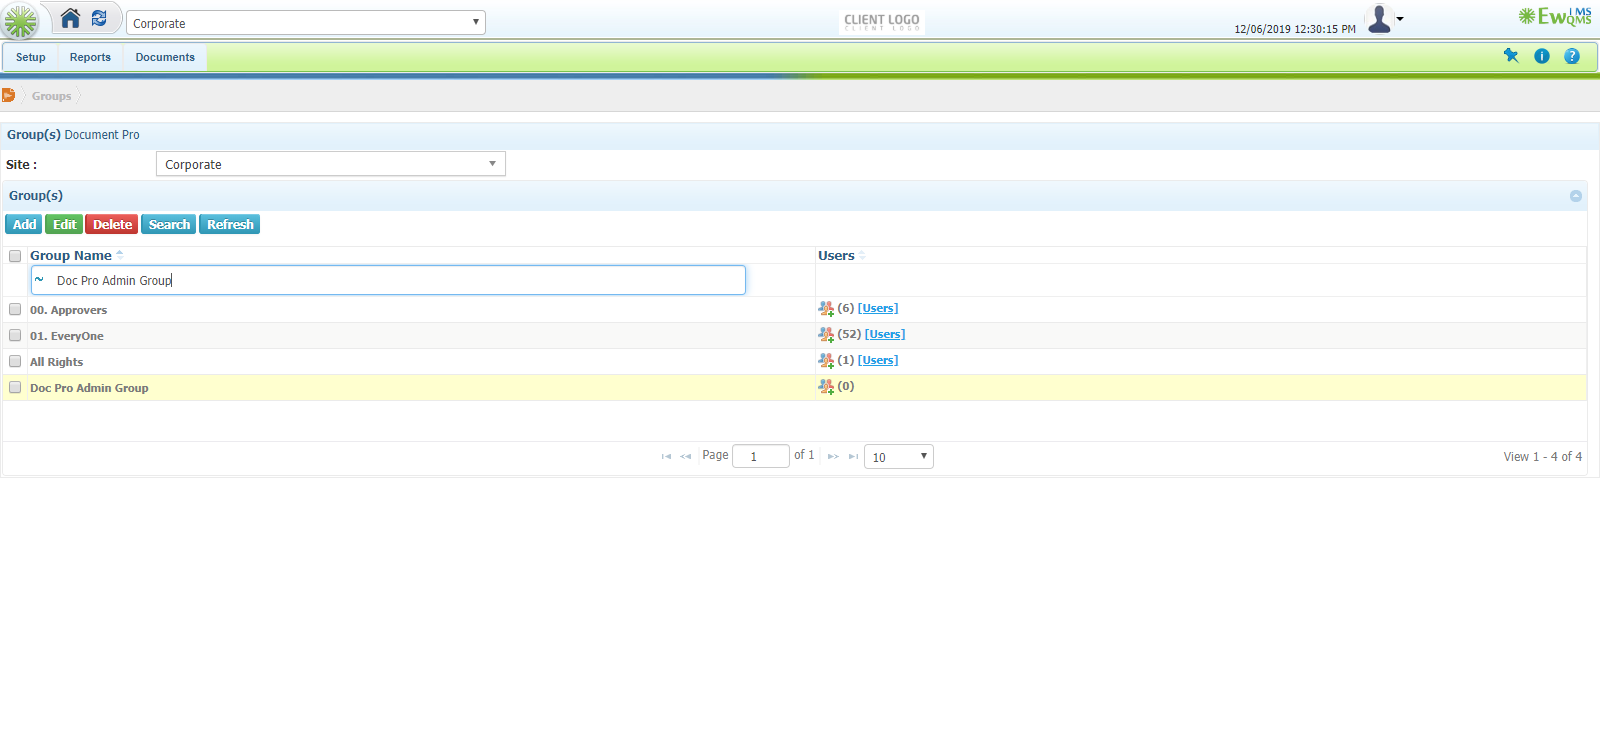 Corporate
CLIENT LOGO
CLIENT LOGO
12/06/2019 12:30:15 PM
EwIMS
QMS
Setup Reports Documents
Groups
Group(s) Document Pro
Site : Corporate
Group(s)
Add Edit Delete Search Refresh
Group Name Users
~ Doc Pro Admin Group
00. Approvers (6) [Users]
01. EveryOne (52) [Users]
All Rights (1) [Users]
Doc Pro Admin Group (0)
Page 1 of 1 10 View 1 - 4 of 4